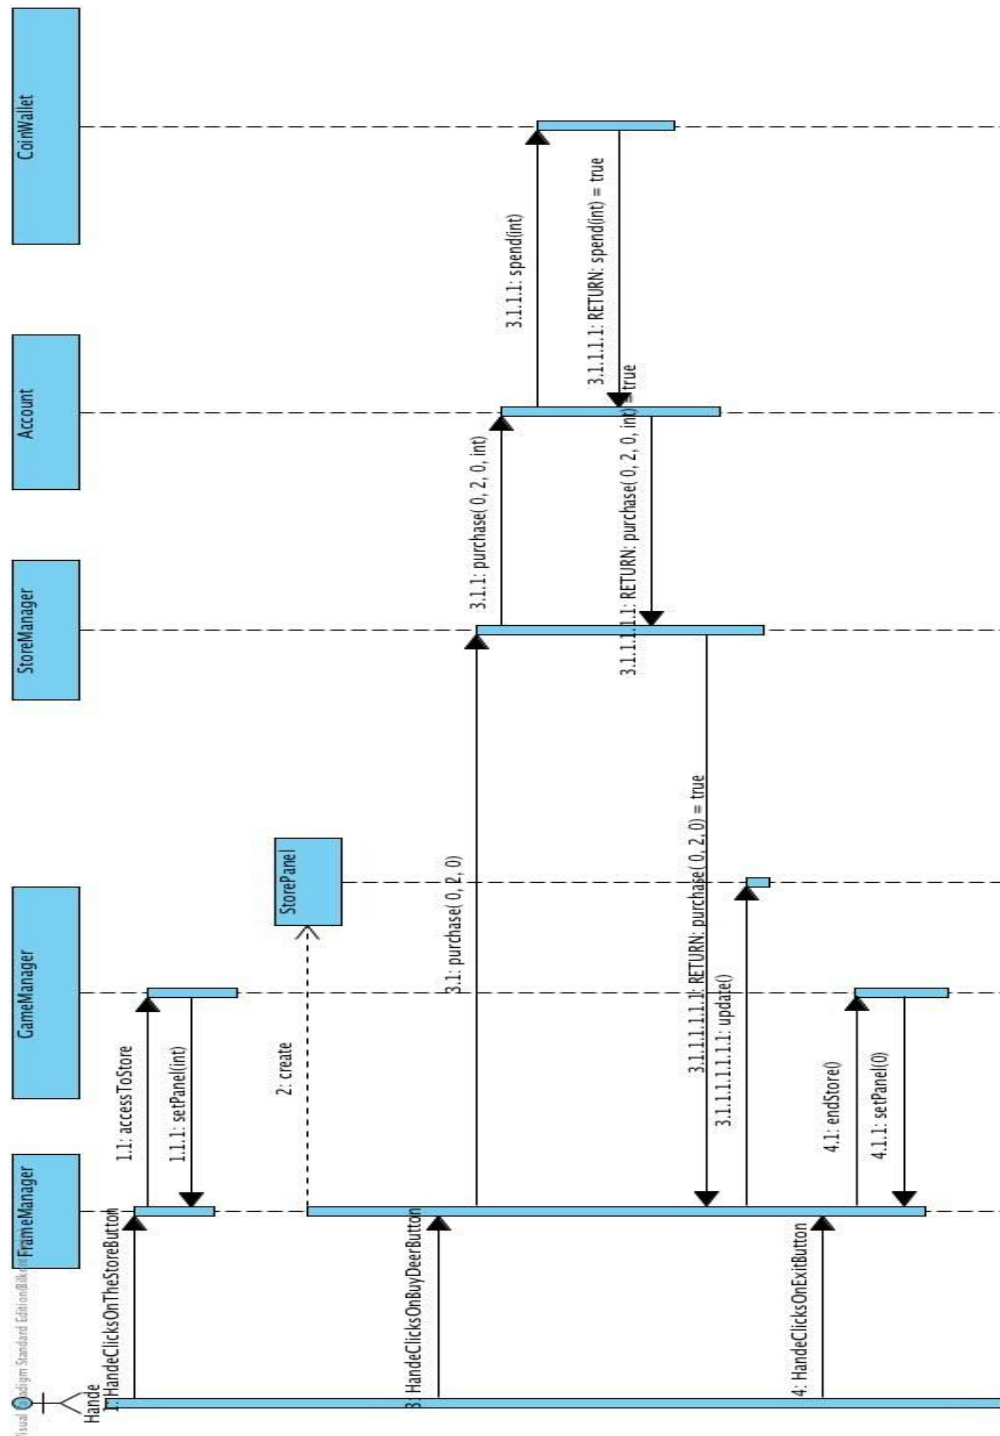 Visual Paradigm Standard Edition(Bilke
Hande
FrameManager
GameManager
StoreManager
Account
CoinWallet
1: HandeClicksOnTheStoreButton
1.1: accessToStore
1.1.1: setPanel(int)
2: create
StorePanel
3: HandeClicksOnBuyDeerButton
3.1: purchase( 0, 2, 0)
3.1.1: purchase( 0, 2, 0, int)
3.1.1.1: spend(int)
3.1.1.1.1: RETURN: spend(int) = true
3.1.1.1.1.1: RETURN: purchase( 0, 2, 0, int) = true
3.1.1.1.1.1.1: RETURN: purchase( 0, 2, 0) = true
3.1.1.1.1.1.1.1: update()
4: HandeClicksOnExitButton
4.1: endStore()
4.1.1: setPanel(0)